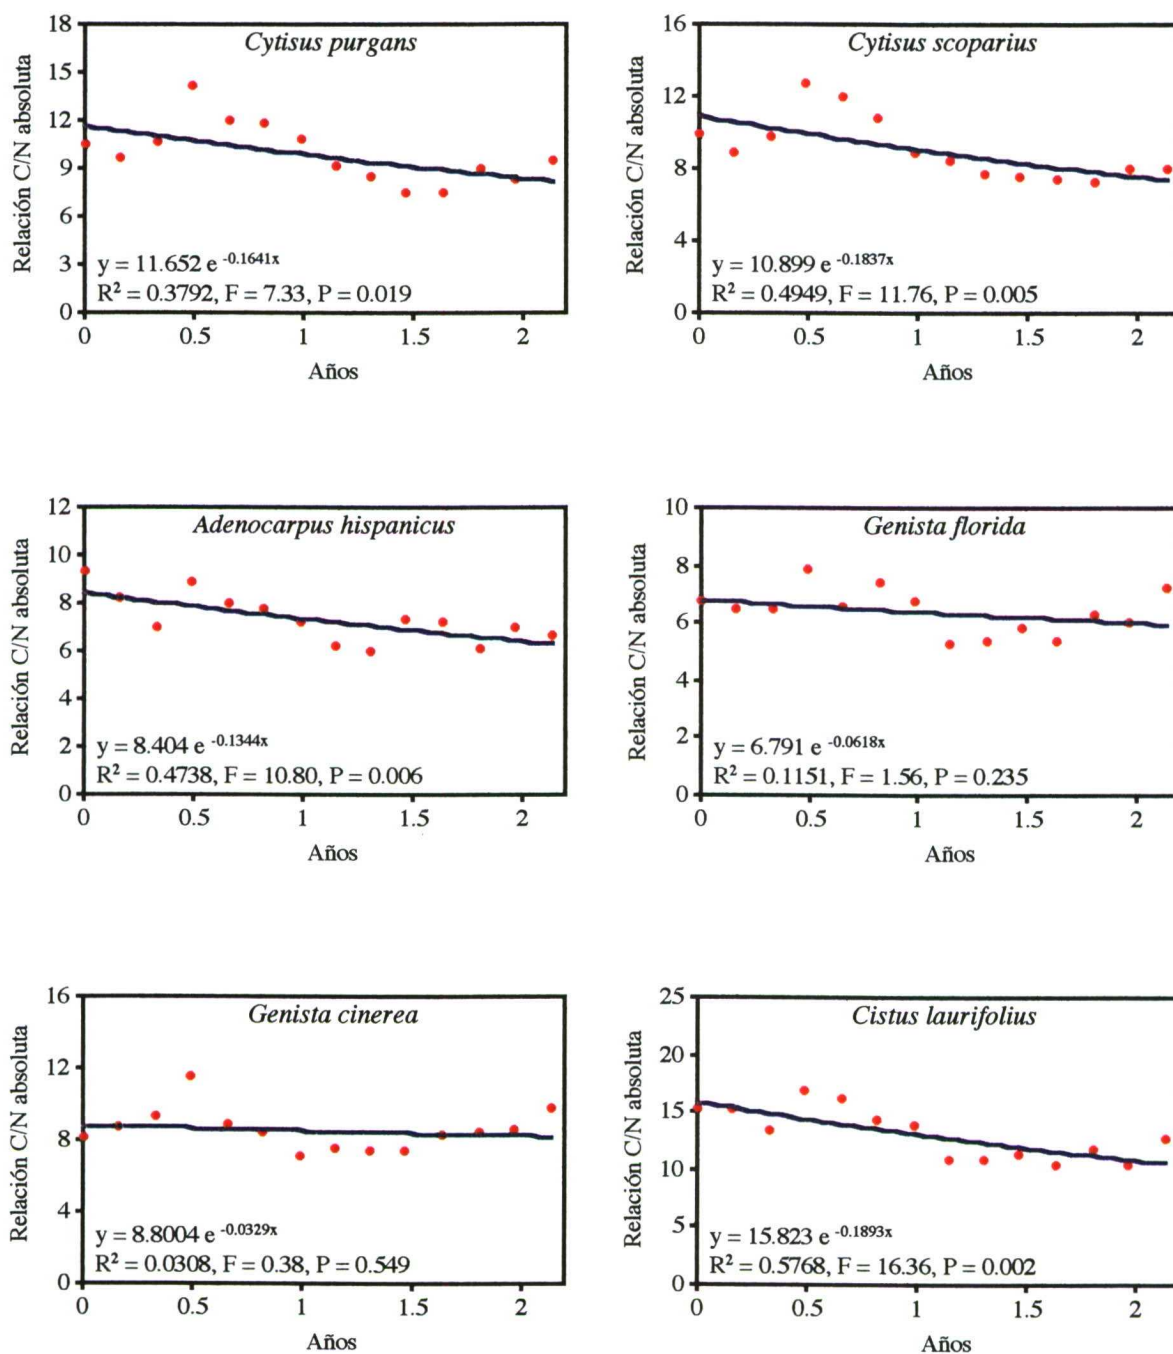 Cytisus purgans
Relación C/N absoluta
18
15
12
9
6
3
0
y = 11.652 e -0.1641x
R² = 0.3792, F = 7.33, P = 0.019
0 0.5 1 1.5 2
Años
Cytisus scoparius
Relación C/N absoluta
16
12
8
4
0
y = 10.899 e -0.1837x
R² = 0.4949, F = 11.76, P = 0.005
0 0.5 1 1.5 2
Años
Adenocarpus hispanicus
Relación C/N absoluta
12
10
8
6
4
2
0
y = 8.404 e -0.1344x
R² = 0.4738, F = 10.80, P = 0.006
0 0.5 1 1.5 2
Años
Genista florida
Relación C/N absoluta
10
8
6
4
2
0
y = 6.791 e -0.0618x
R² = 0.1151, F = 1.56, P = 0.235
0 0.5 1 1.5 2
Años
Genista cinerea
Relación C/N absoluta
16
12
8
4
0
y = 8.8004 e -0.0329x
R² = 0.0308, F = 0.38, P = 0.549
0 0.5 1 1.5 2
Años
Cistus laurifolius
Relación C/N absoluta
25
20
15
10
5
0
y = 15.823 e -0.1893x
R² = 0.5768, F = 16.36, P = 0.002
0 0.5 1 1.5 2
Años